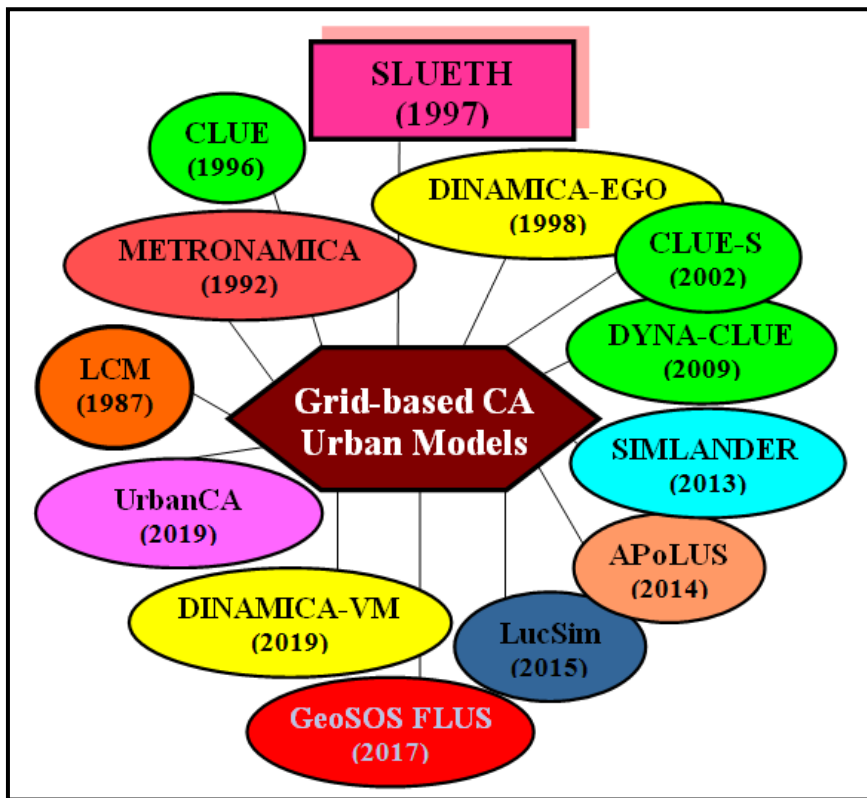 SLUETH
(1997)
CLUE
(1996)
DINAMICA-EGO
(1998)
METRONAMICA
(1992)
CLUE-S
(2002)
DYNA-CLUE
(2009)
LCM
(1987)
Grid-based CA
Urban Models
SIMLANDER
(2013)
UrbanCA
(2019)
APoLUS
(2014)
DINAMICA-VM
(2019)
LucSim
(2015)
GeoSOS FLUS
(2017)